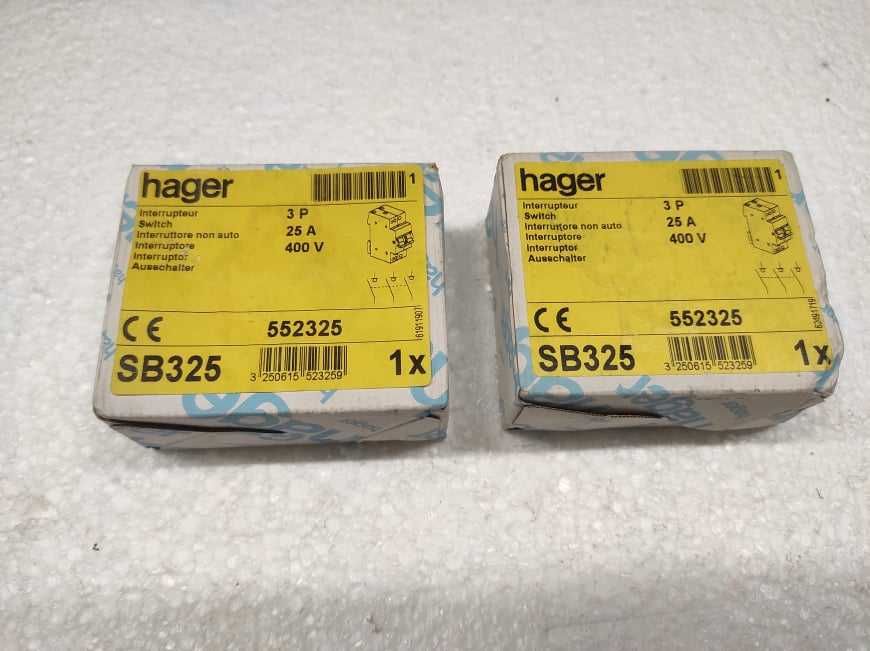 hager 1
Interrupteur 3 P
Switch 25 A
Interruttore non auto 400 V
Interruptore
Interruptor
Ausschalter
CE 552325
SB325 3 250615 523259 1x
hager 1
Interrupteur 3 P
Switch 25 A
Interruttore non auto 400 V
Interruptore
Interruptor
Ausschalter
CE 552325
SB325 3 250615 523259 1x